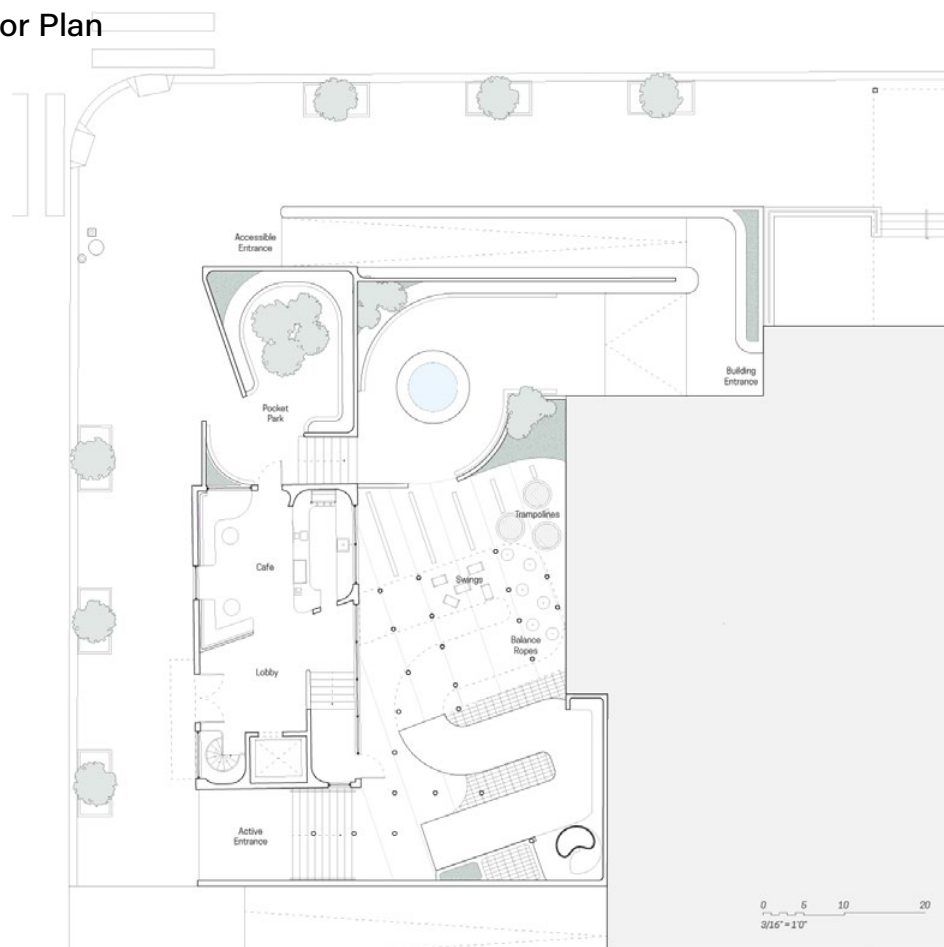 or Plan
Accessible
Entrance
Building
Entrance
Pocket
Park
Trampolines
Cafe
Swings
Balance
Ropes
Lobby
Active
Entrance
0 5 10 20
3/16" = 1'0"